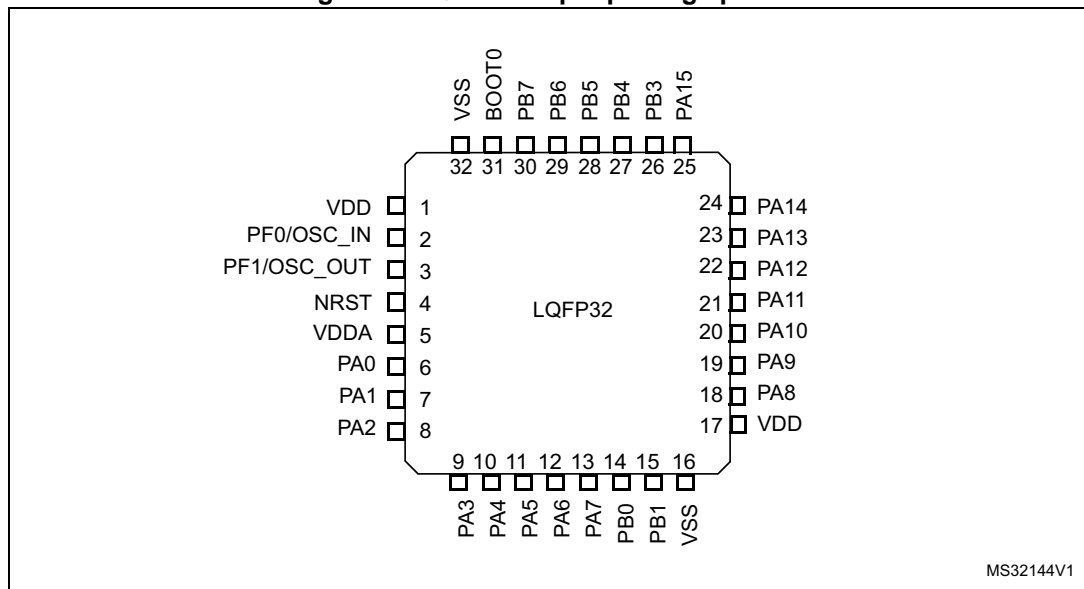 VSS
BOOT0
PB7
PB6
PB5
PB4
PB3
PA15
32 31 30 29 28 27 26 25
VDD 1
PF0/OSC_IN 2
PF1/OSC_OUT 3
NRST 4
VDDA 5
PA0 6
PA1 7
PA2 8
LQFP32
24 PA14
23 PA13
22 PA12
21 PA11
20 PA10
19 PA9
18 PA8
17 VDD
9 10 11 12 13 14 15 16
PA3
PA4
PA5
PA6
PA7
PB0
PB1
VSS
MS32144V1